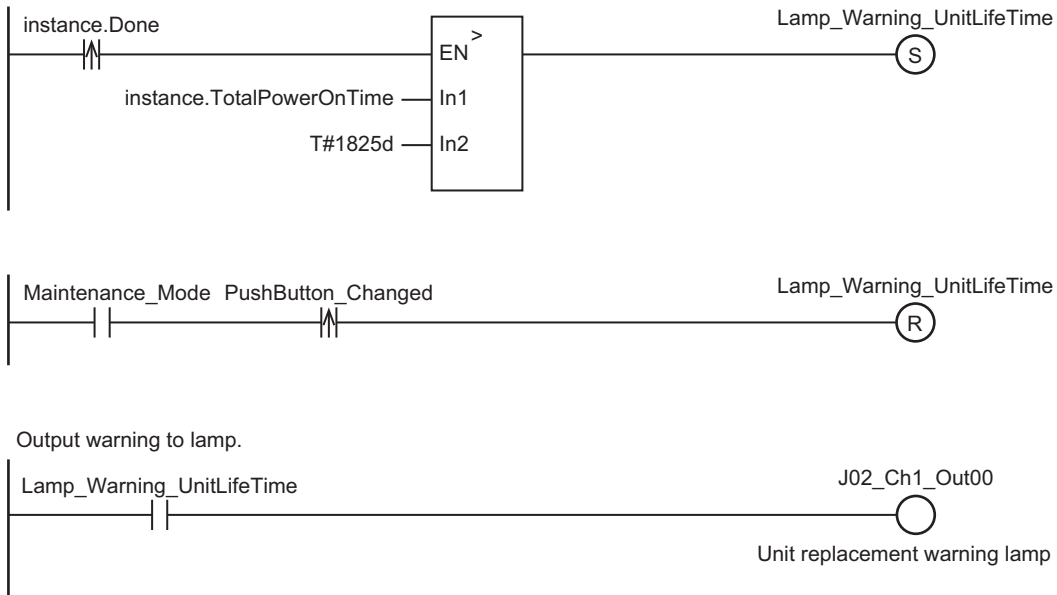 instance.Done
Lamp_Warning_UnitLifeTime
EN >
S
instance.TotalPowerOnTime In1
T#1825d In2
Maintenance_Mode PushButton_Changed
Lamp_Warning_UnitLifeTime
R
Output warning to lamp.
Lamp_Warning_UnitLifeTime
J02_Ch1_Out00
Unit replacement warning lamp